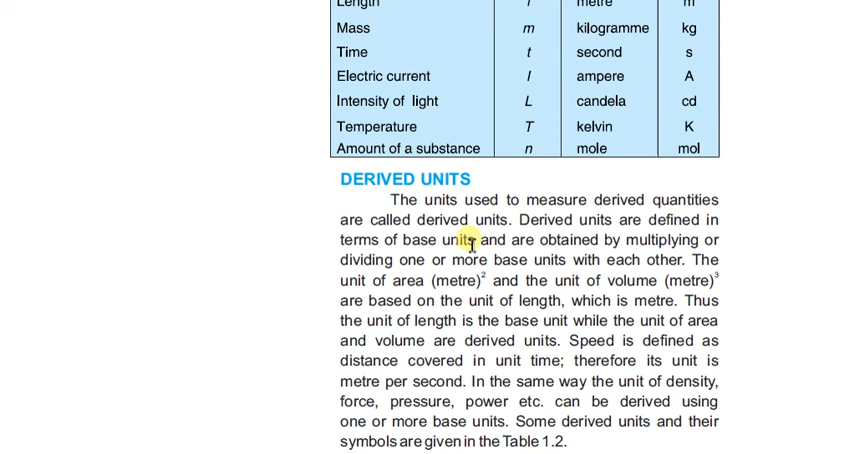 Length l metre m
Mass m kilogramme kg
Time t second s
Electric current I ampere A
Intensity of light L candela cd
Temperature T kelvin K
Amount of a substance n mole mol
DERIVED UNITS
The units used to measure derived quantities
are called derived units. Derived units are defined in
terms of base units and are obtained by multiplying or
dividing one or more base units with each other. The
unit of area (metre)² and the unit of volume (metre)³
are based on the unit of length, which is metre. Thus
the unit of length is the base unit while the unit of area
and volume are derived units. Speed is defined as
distance covered in unit time; therefore its unit is
metre per second. In the same way the unit of density,
force, pressure, power etc. can be derived using
one or more base units. Some derived units and their
symbols are given in the Table 1.2.